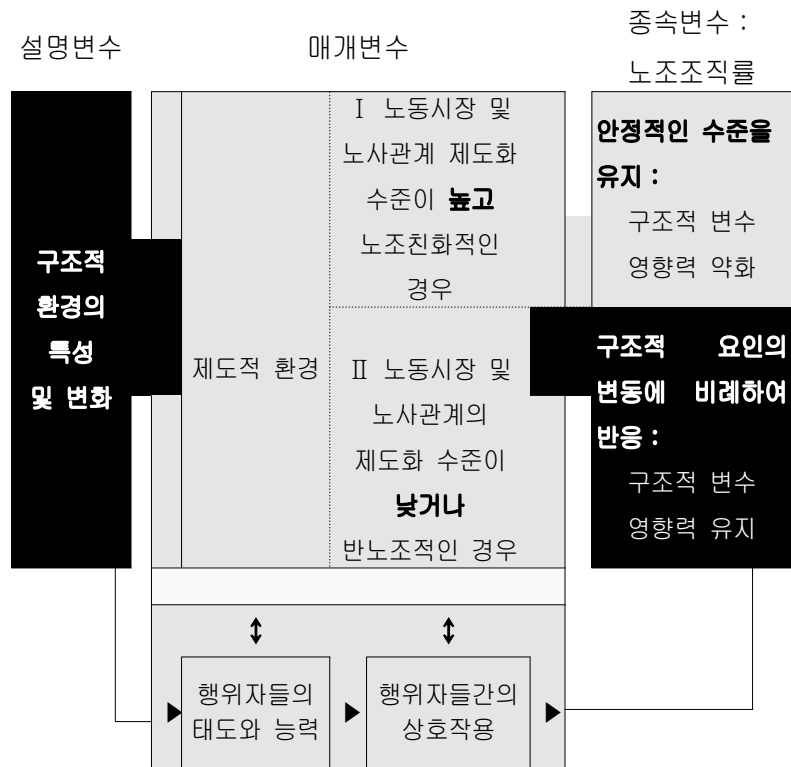 설명변수
매개변수
종속변수 :
노조조직률
구조적
환경의
특성
및 변화
제도적 환경
Ⅰ 노동시장 및
노사관계 제도화
수준이 높고
노조친화적인
경우
Ⅱ 노동시장 및
노사관계의
제도화 수준이
낮거나
반노조적인 경우
안정적인 수준을
유지 :
구조적 변수
영향력 약화
구조적 요인의
변동에 비례하여
반응 :
구조적 변수
영향력 유지
행위자들의
태도와 능력
행위자들간의
상호작용